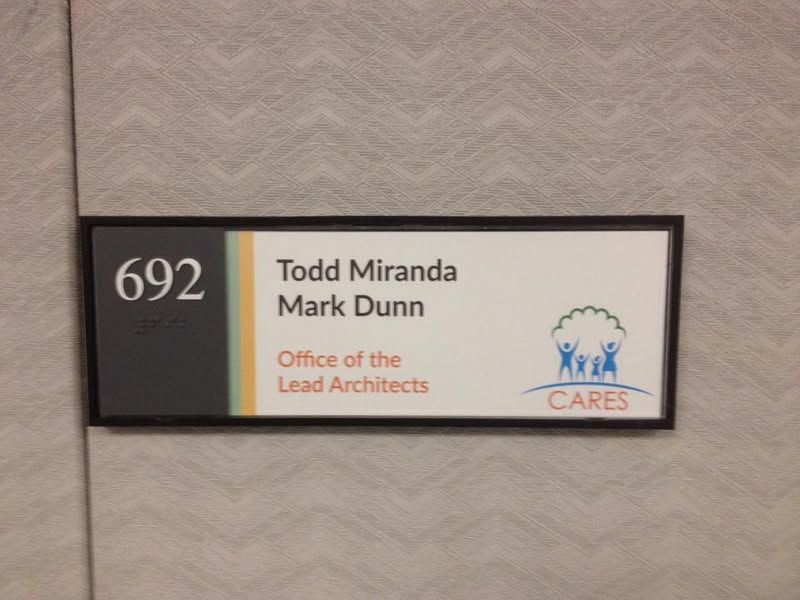 692
Todd Miranda
Mark Dunn
Office of the
Lead Architects
CARES